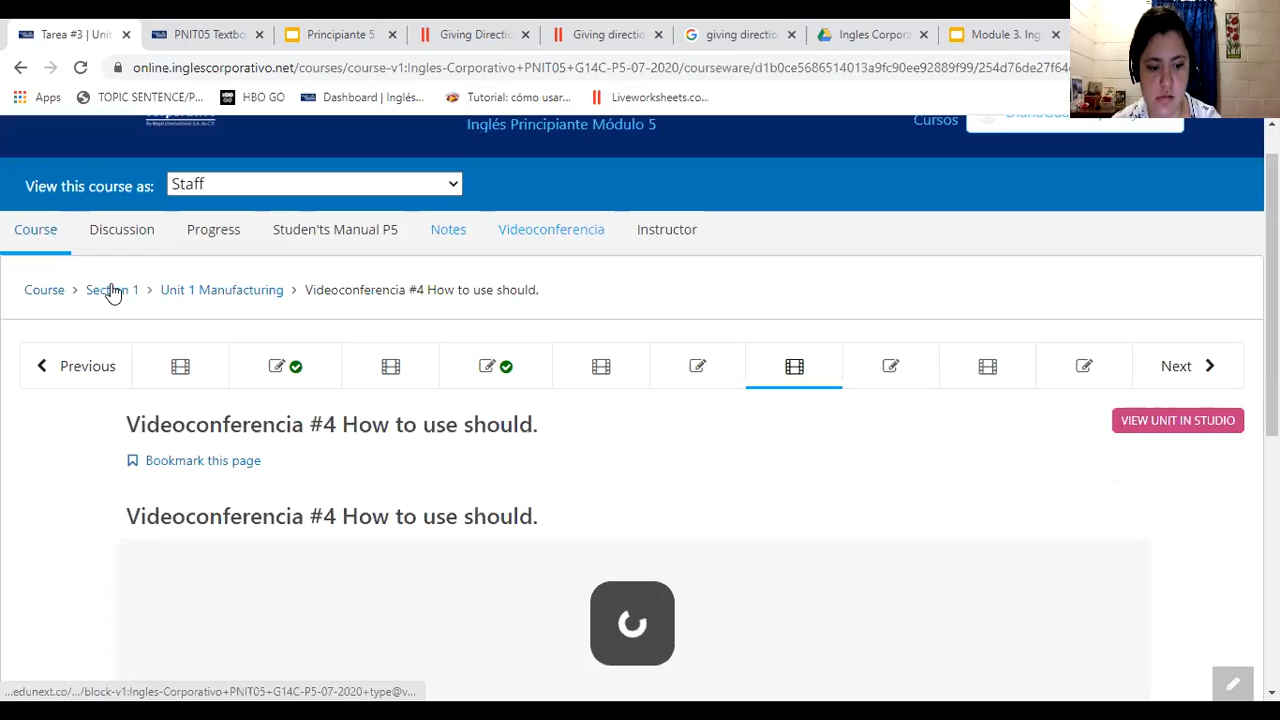 Tarea #3 | Unit
PNIT05 Textbo
Principiante 5
Giving Directio
Giving directio
giving directio
Ingles Corpora
Module 3. Ing
online.inglescorporativo.net/courses/course-v1:Ingles-Corporativo+PNIT05+G14C-P5-07-2020/courseware/d1b0ce5686514013a9fc90ee92889f99/254d76de27f64
Apps
TOPIC SENTENCE/P...
HBO GO
Dashboard | Inglés...
Tutorial: cómo usar...
Liveworksheets.co...
Inglés Principiante Módulo 5
Cursos
View this course as:
Staff
Course
Discussion
Progress
Studen'ts Manual P5
Notes
Videoconferencia
Instructor
Course > Section 1 > Unit 1 Manufacturing > Videoconferencia #4 How to use should.
Previous
Next
Videoconferencia #4 How to use should.
VIEW UNIT IN STUDIO
Bookmark this page
Videoconferencia #4 How to use should.
...edunext.co/.../block-v1:Ingles-Corporativo+PNIT05+G14C-P5-07-2020+type@v...